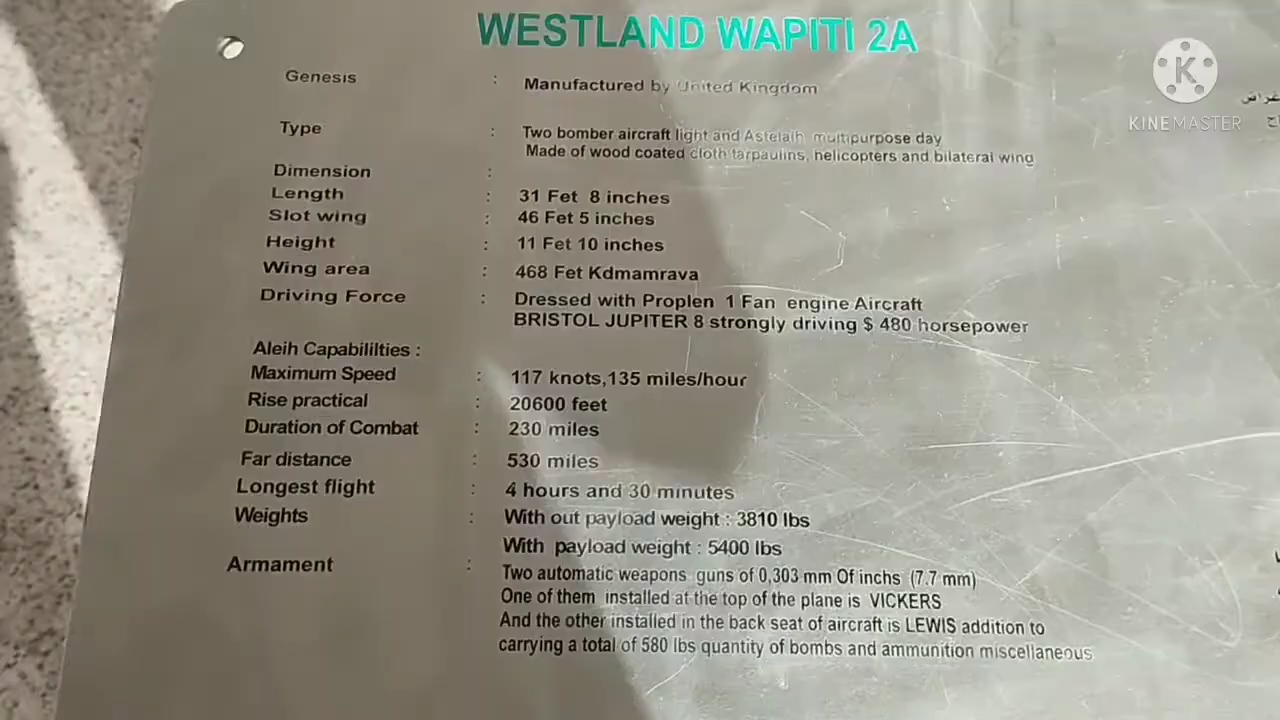 WESTLAND WAPITI 2A
Genesis : Manufactured by United Kingdom
Type : Two bomber aircraft light and Astelaih multipurpose day
Made of wood coated cloth tarpaulins, helicopters and bilateral wing
Dimension :
Length : 31 Fet 8 inches
Slot wing : 46 Fet 5 inches
Height : 11 Fet 10 inches
Wing area : 468 Fet Kdmamrava
Driving Force : Dressed with Proplen 1 Fan engine Aircraft
BRISTOL JUPITER 8 strongly driving $ 480 horsepower
Aleih Capabililties :
Maximum Speed : 117 knots,135 miles/hour
Rise practical : 20600 feet
Duration of Combat : 230 miles
Far distance : 530 miles
Longest flight : 4 hours and 30 minutes
Weights : With out payload weight : 3810 lbs
With payload weight : 5400 lbs
Armament : Two automatic weapons guns of 0,303 mm Of inchs (7.7 mm)
One of them installed at the top of the plane is VICKERS
And the other installed in the back seat of aircraft is LEWIS addition to
carrying a total of 580 lbs quantity of bombs and ammunition miscellaneous
K
KINEMASTER